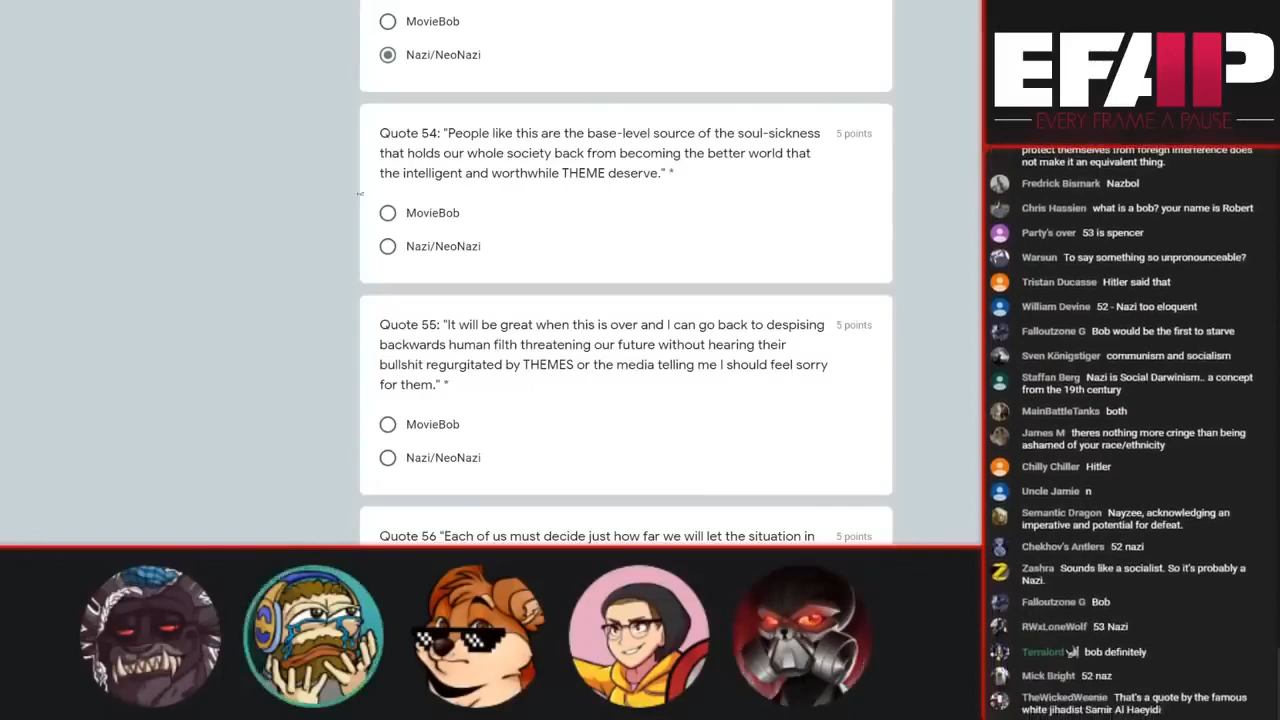 MovieBob
Nazi/NeoNazi
Quote 54: "People like this are the base-level source of the soul-sickness
that holds our whole society back from becoming the better world that
the intelligent and worthwhile THEME deserve." *
5 points
MovieBob
Nazi/NeoNazi
Quote 55: "It will be great when this is over and I can go back to despising
backwards human filth threatening our future without hearing their
bullshit regurgitated by THEMES or the media telling me I should feel sorry
for them." *
5 points
MovieBob
Nazi/NeoNazi
Quote 56 "Each of us must decide just how far we will let the situation in
5 points
EFAP
EVERY FRAME A PAUSE
protect themselves from foreign interference does
not make it an equivalent thing.
Fredrick Bismark Nazbol
Chris Hassien what is a bob? your name is Robert
Party's over 53 is spencer
Warsun To say something so unpronounceable?
Tristan Ducasse Hitler said that
William Devine 52 - Nazi too eloquent
Falloutzone G Bob would be the first to starve
Sven Königstiger communism and socialism
Staffan Berg Nazi is Social Darwinism.. a concept
from the 19th century
MainBattleTanks both
James M theres nothing more cringe than being
ashamed of your race/ethnicity
Chilly Chiller Hitler
Uncle Jamie n
Semantic Dragon Nayzee, acknowledging an
imperative and potential for defeat.
Chekhov's Antlers 52 nazi
Zashra Sounds like a socialist. So it's probably a
Nazi.
Falloutzone G Bob
RWxLoneWolf 53 Nazi
Terralord bob definitely
Mick Bright 52 naz
TheWickedWeenie That's a quote by the famous
white jihadist Samir Al Haeyidi